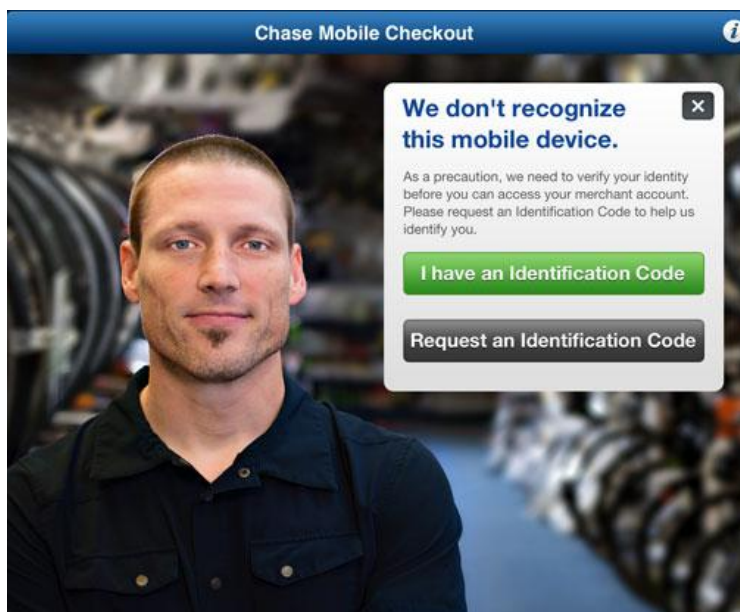 Chase Mobile Checkout
i
We don't recognize
this mobile device.
As a precaution, we need to verify your identity
before you can access your merchant account.
Please request an Identification Code to help us
identify you.
I have an Identification Code
Request an Identification Code